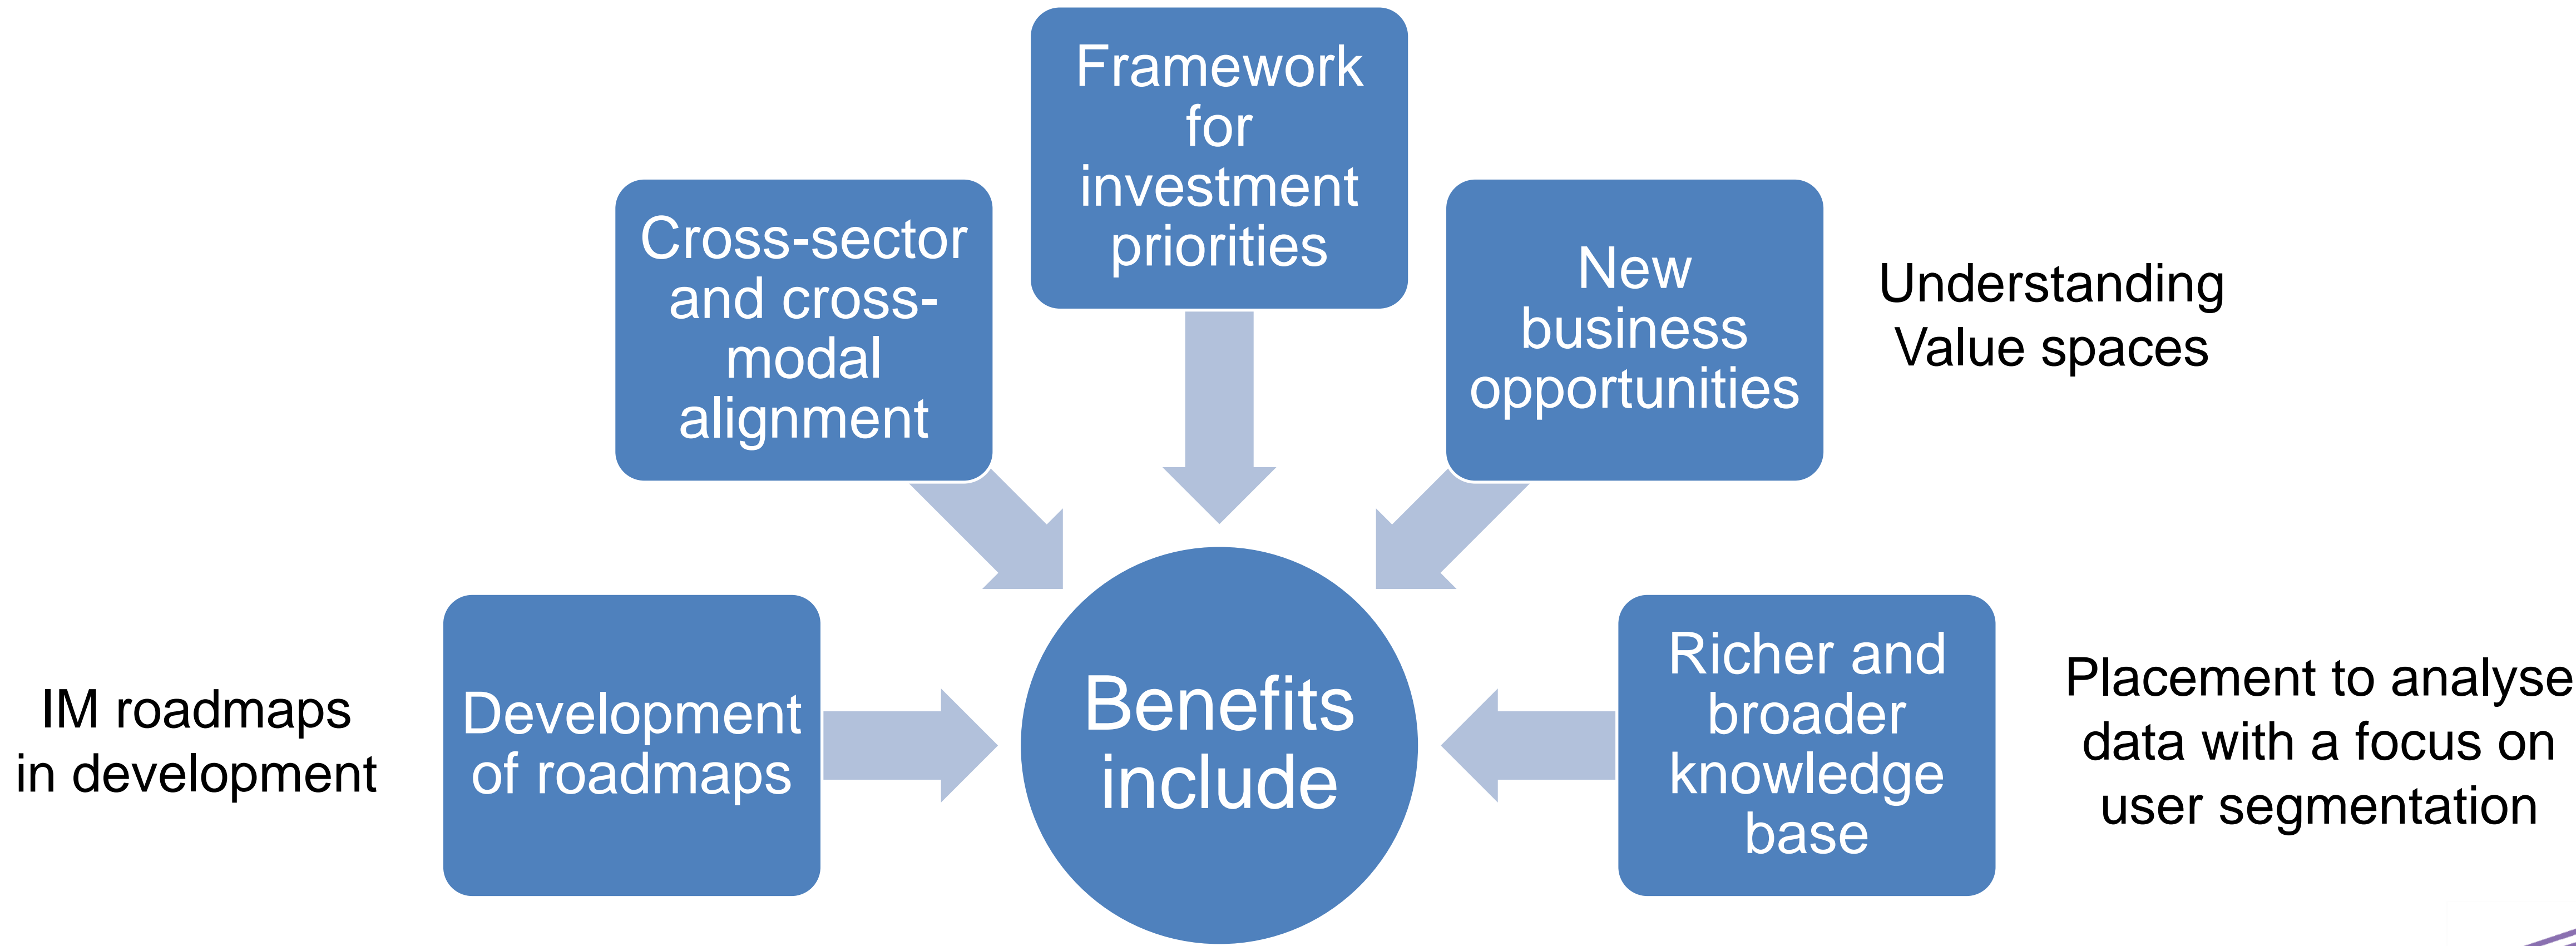 Framework
for
investment
priorities
Cross-sector
and cross-
modal
alignment
New
business
opportunities
Understanding
Value spaces
IM roadmaps
in development
Development
of roadmaps
Benefits
include
Richer and
broader
knowledge
base
Placement to analyse
data with a focus on
user segmentation